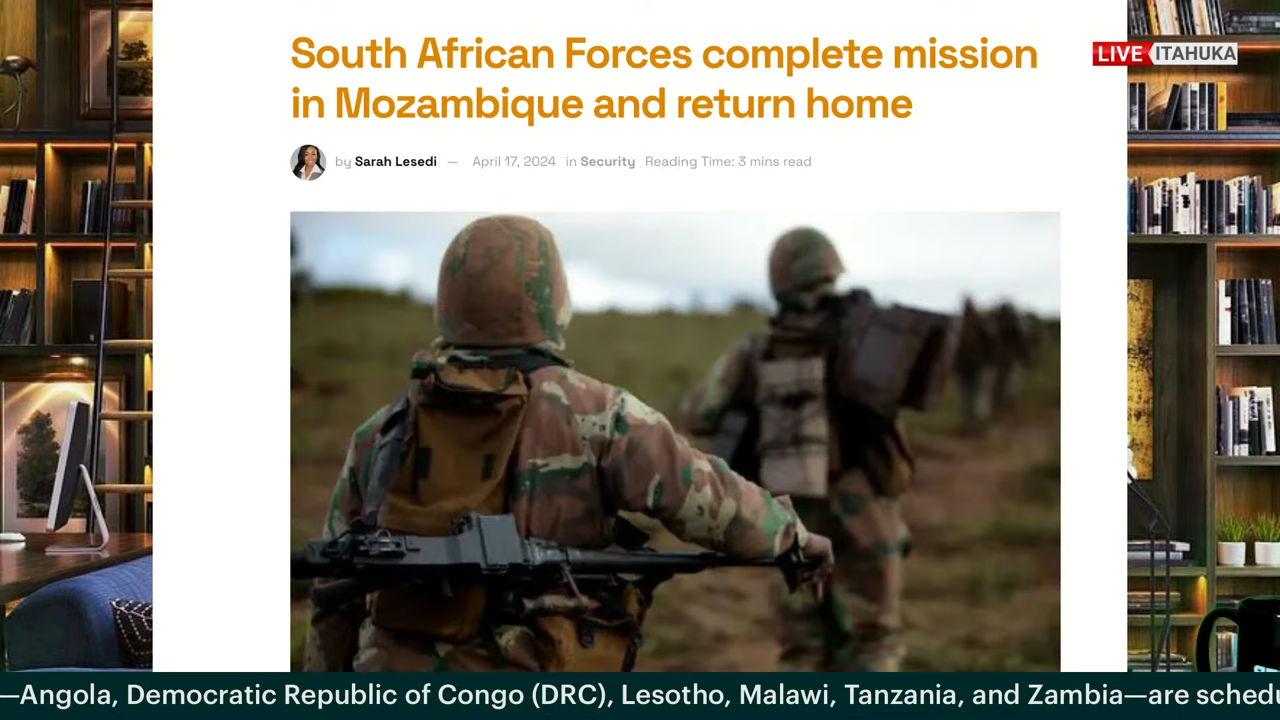 South African Forces complete mission
in Mozambique and return home
LIVE ITAHUKA
by Sarah Lesedi — April 17, 2024 in Security Reading Time: 3 mins read
—Angola, Democratic Republic of Congo (DRC), Lesotho, Malawi, Tanzania, and Zambia—are sched